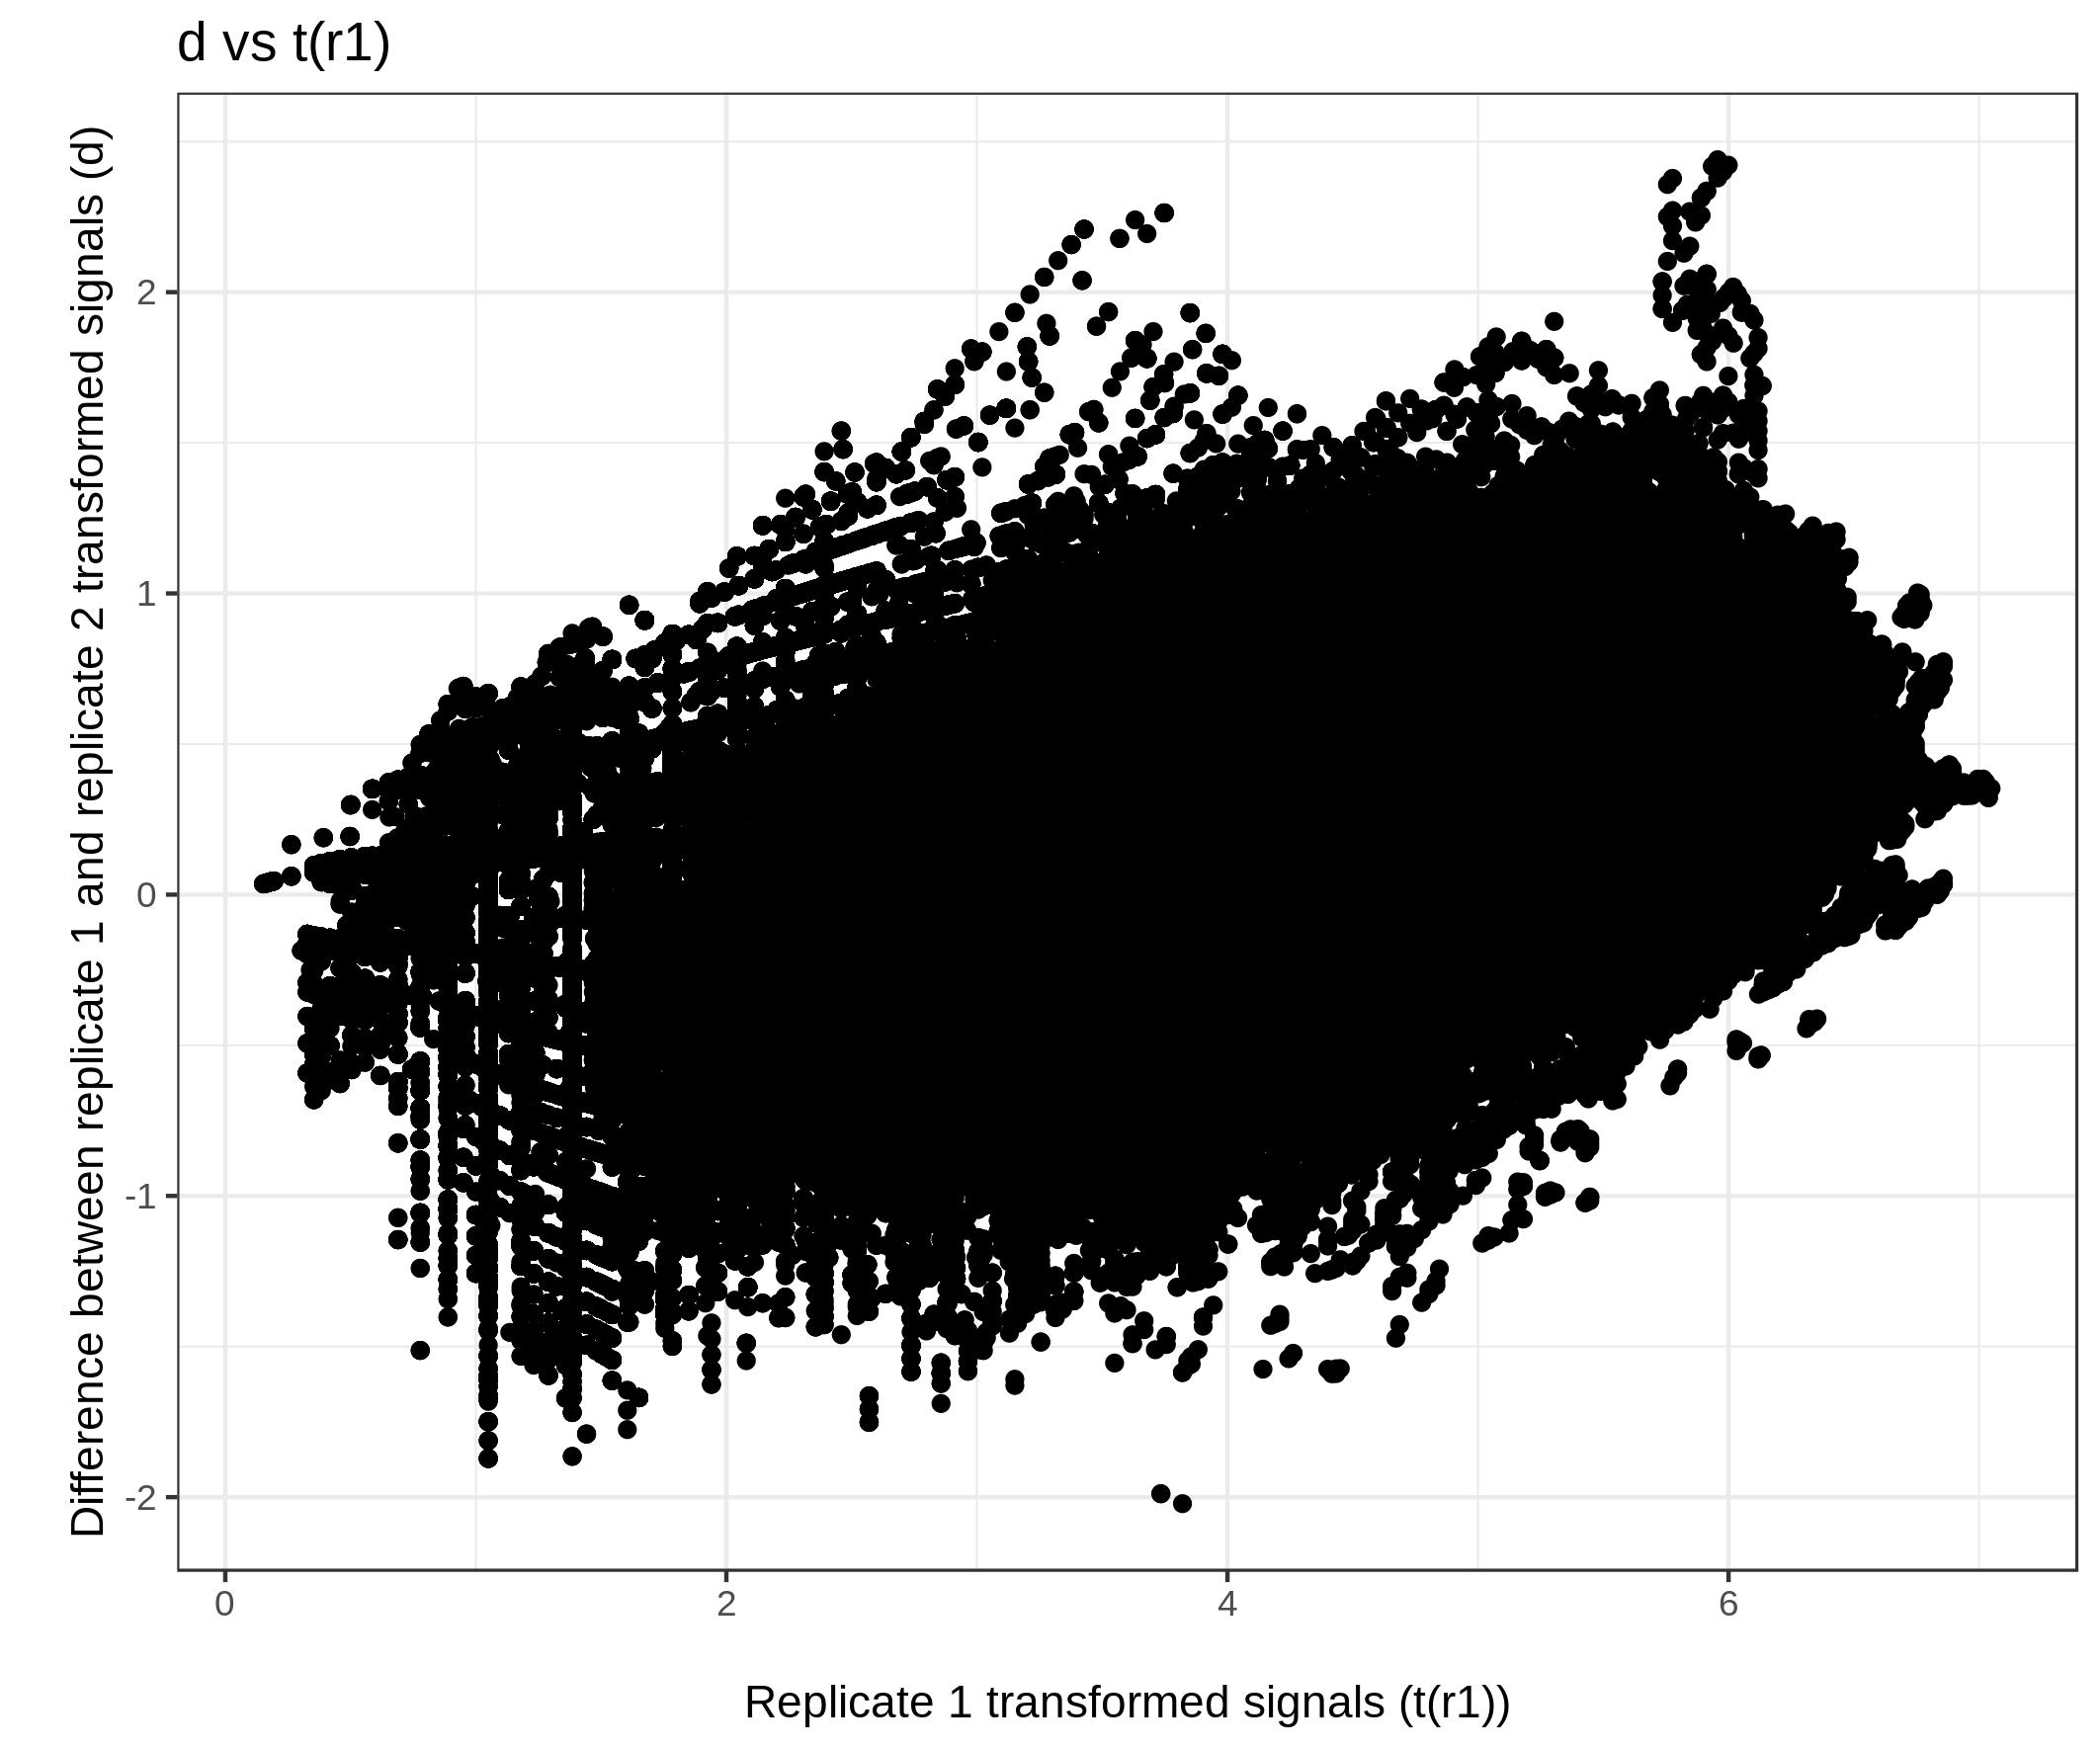 d vs t(r1)
Difference between replicate 1 and replicate 2 transformed signals (d)
2
1
0
-1
-2
0 2 4 6
Replicate 1 transformed signals (t(r1))